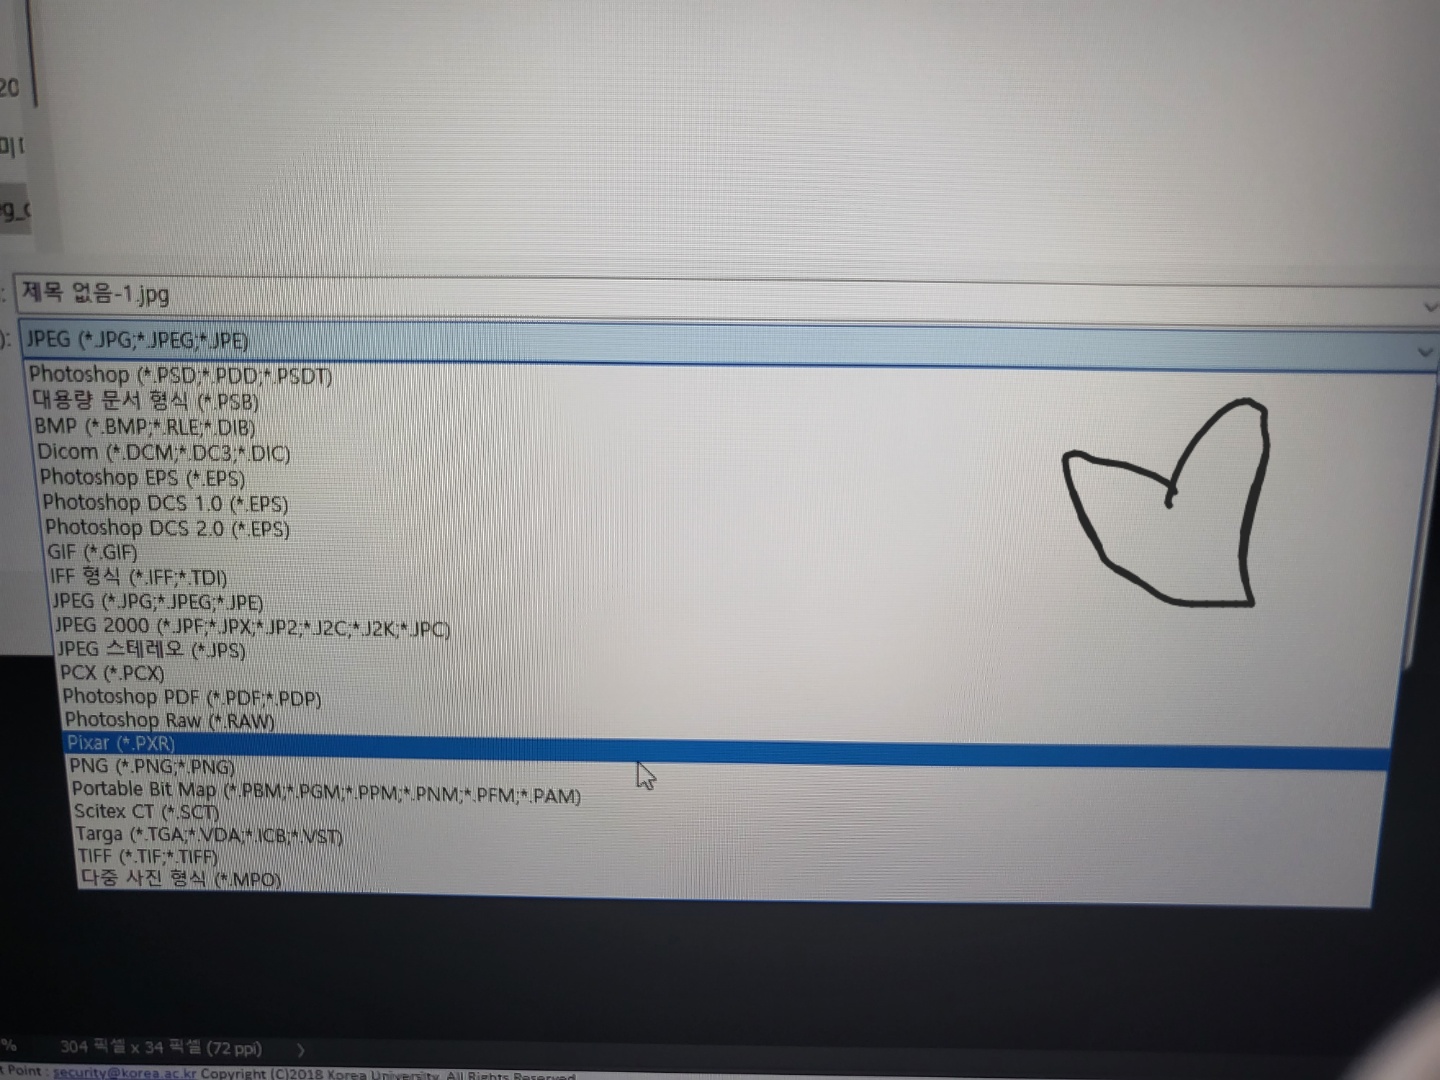 20
제목 없음-1.jpg
JPEG (*.JPG;*.JPEG;*.JPE)
Photoshop (*.PSD;*.PDD;*.PSDT)
대용량 문서 형식 (*.PSB)
BMP (*.BMP;*.RLE;*.DIB)
Dicom (*.DCM;*.DC3;*.DIC)
Photoshop EPS (*.EPS)
Photoshop DCS 1.0 (*.EPS)
Photoshop DCS 2.0 (*.EPS)
GIF (*.GIF)
IFF 형식 (*.IFF;*.TDI)
JPEG (*.JPG;*.JPEG;*.JPE)
JPEG 2000 (*.JPF;*.JPX;*.JP2;*.J2C;*.J2K;*.JPC)
JPEG 스테레오 (*.JPS)
PCX (*.PCX)
Photoshop PDF (*.PDF;*.PDP)
Photoshop Raw (*.RAW)
Pixar (*.PXR)
PNG (*.PNG;*.PNG)
Portable Bit Map (*.PBM;*.PGM;*.PPM;*.PNM;*.PFM;*.PAM)
Scitex CT (*.SCT)
Targa (*.TGA;*.VDA;*.ICB;*.VST)
TIFF (*.TIF;*.TIFF)
다중 사진 형식 (*.MPO)
% 304 픽셀 x 34 픽셀 (72 ppi)
t Point : security@korea.ac.kr Copyright (C)2018 Korea University. All Rights Reserved